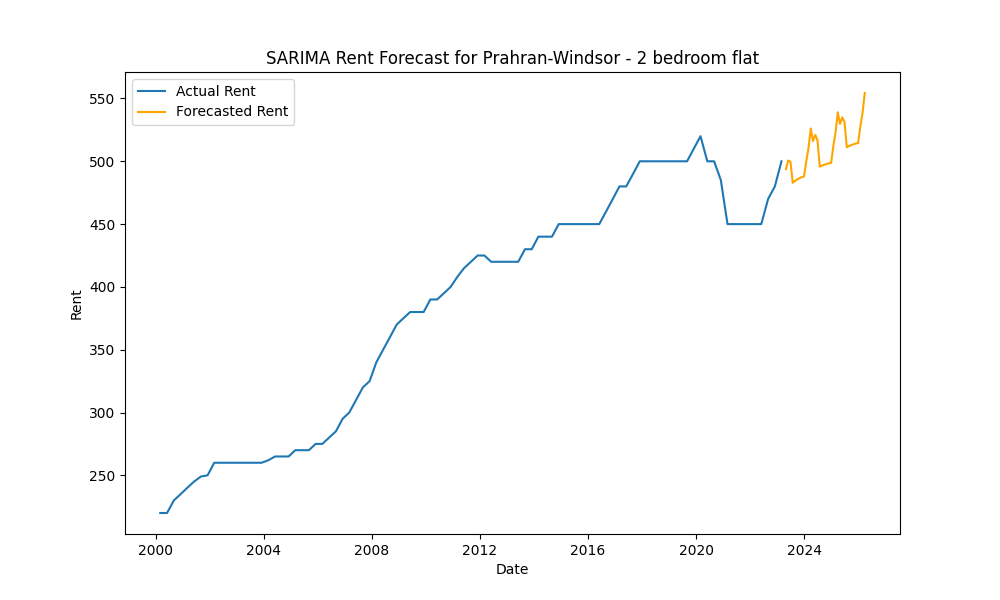 SARIMA Rent Forecast for Prahran-Windsor - 2 bedroom flat
Actual Rent
Forecasted Rent
550
500
450
400
350
300
250
Rent
2000 2004 2008 2012 2016 2020 2024
Date